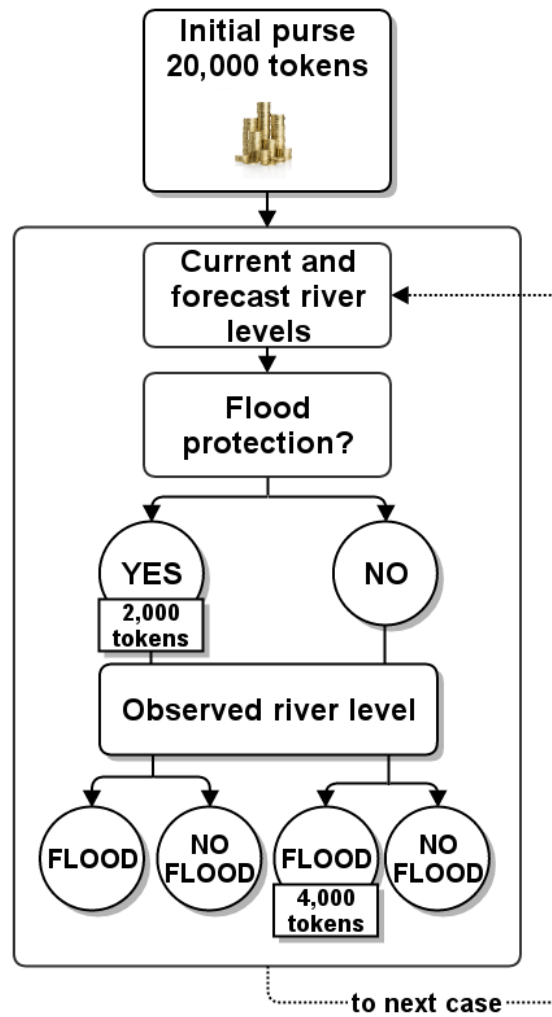 Initial purse
20,000 tokens
Current and
forecast river
levels
Flood
protection?
YES
2,000
tokens
NO
Observed river level
FLOOD
NO
FLOOD
FLOOD
4,000
tokens
NO
FLOOD
to next case